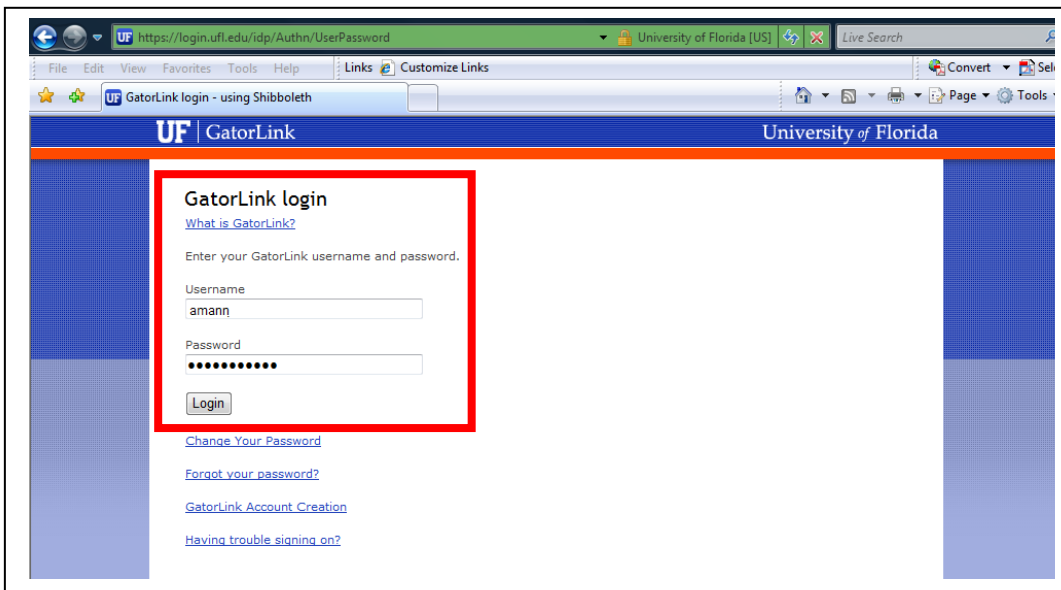 UF https://login.ufl.edu/idp/Authn/UserPassword University of Florida [US] Live Search
File Edit View Favorites Tools Help Links Customize Links Convert Sel
UF GatorLink login - using Shibboleth Page Tools
UF GatorLink University of Florida
GatorLink login
What is GatorLink?
Enter your GatorLink username and password.
Username
amann
Password
•••••••••••
Login
Change Your Password
Forgot your password?
GatorLink Account Creation
Having trouble signing on?